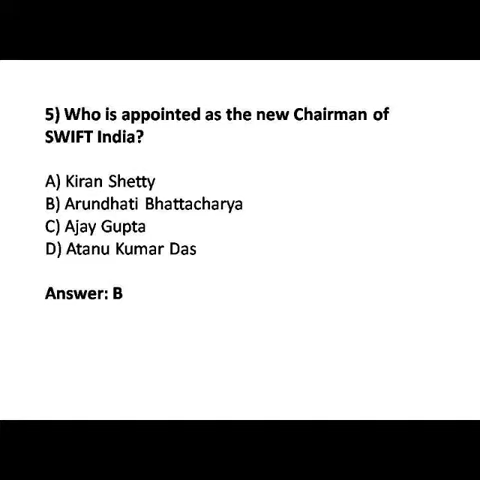 5) Who is appointed as the new Chairman of
SWIFT India?
A) Kiran Shetty
B) Arundhati Bhattacharya
C) Ajay Gupta
D) Atanu Kumar Das
Answer: B